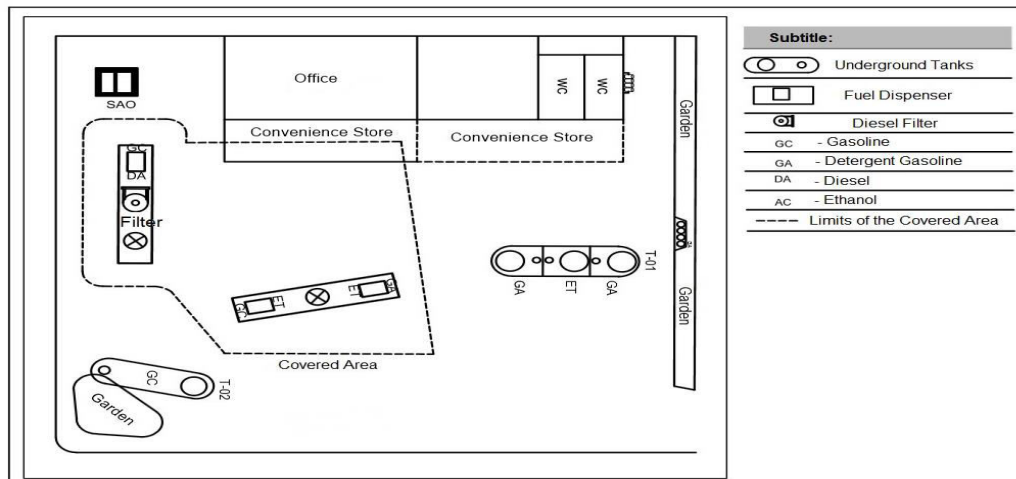 Office
WC
WC
SAO
Convenience Store
Convenience Store
Garden
GC
DA
Filter
GC
ET
ET
GA
T-01
GA
ET
GA
Garden
Covered Area
GC
T-02
Garden
Subtitle:
Underground Tanks
Fuel Dispenser
Diesel Filter
GC - Gasoline
GA - Detergent Gasoline
DA - Diesel
AC - Ethanol
Limits of the Covered Area